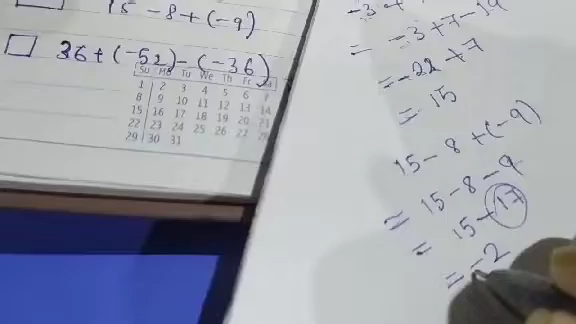 15 - 8 + (-9)
36 + (-52) - (-36)
Su Mo Tu We Th Fr
1 2 3 4 5 6
8 9 10 11 12 13 14
15 16 17 18 19 20 21
22 23 24 25 26 27 28
29 30 31
= -3 + 7 - 19
= -22 + 7
= 15
15 - 8 + (-9)
= 15 - 8 - 9
= 15 - 17
= -2